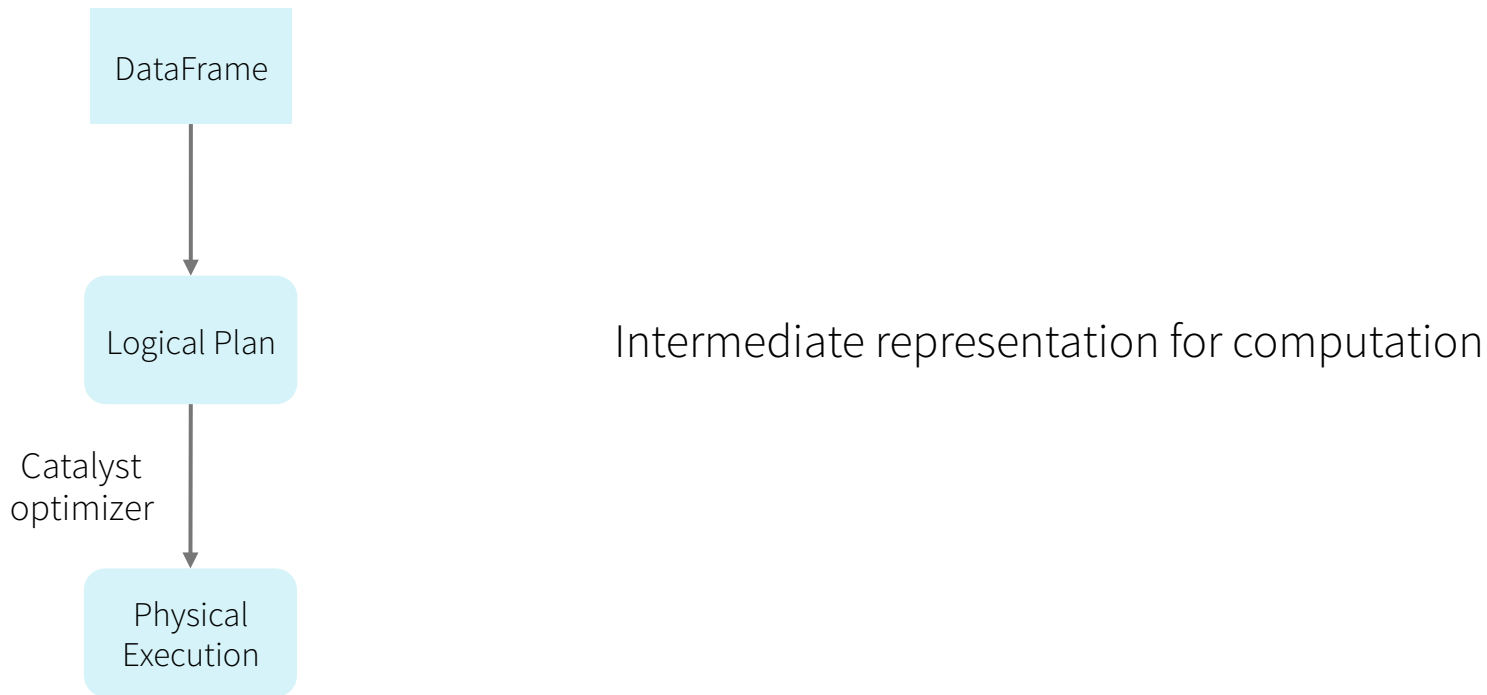 DataFrame
Logical Plan
Intermediate representation for computation
Catalyst
optimizer
Physical
Execution